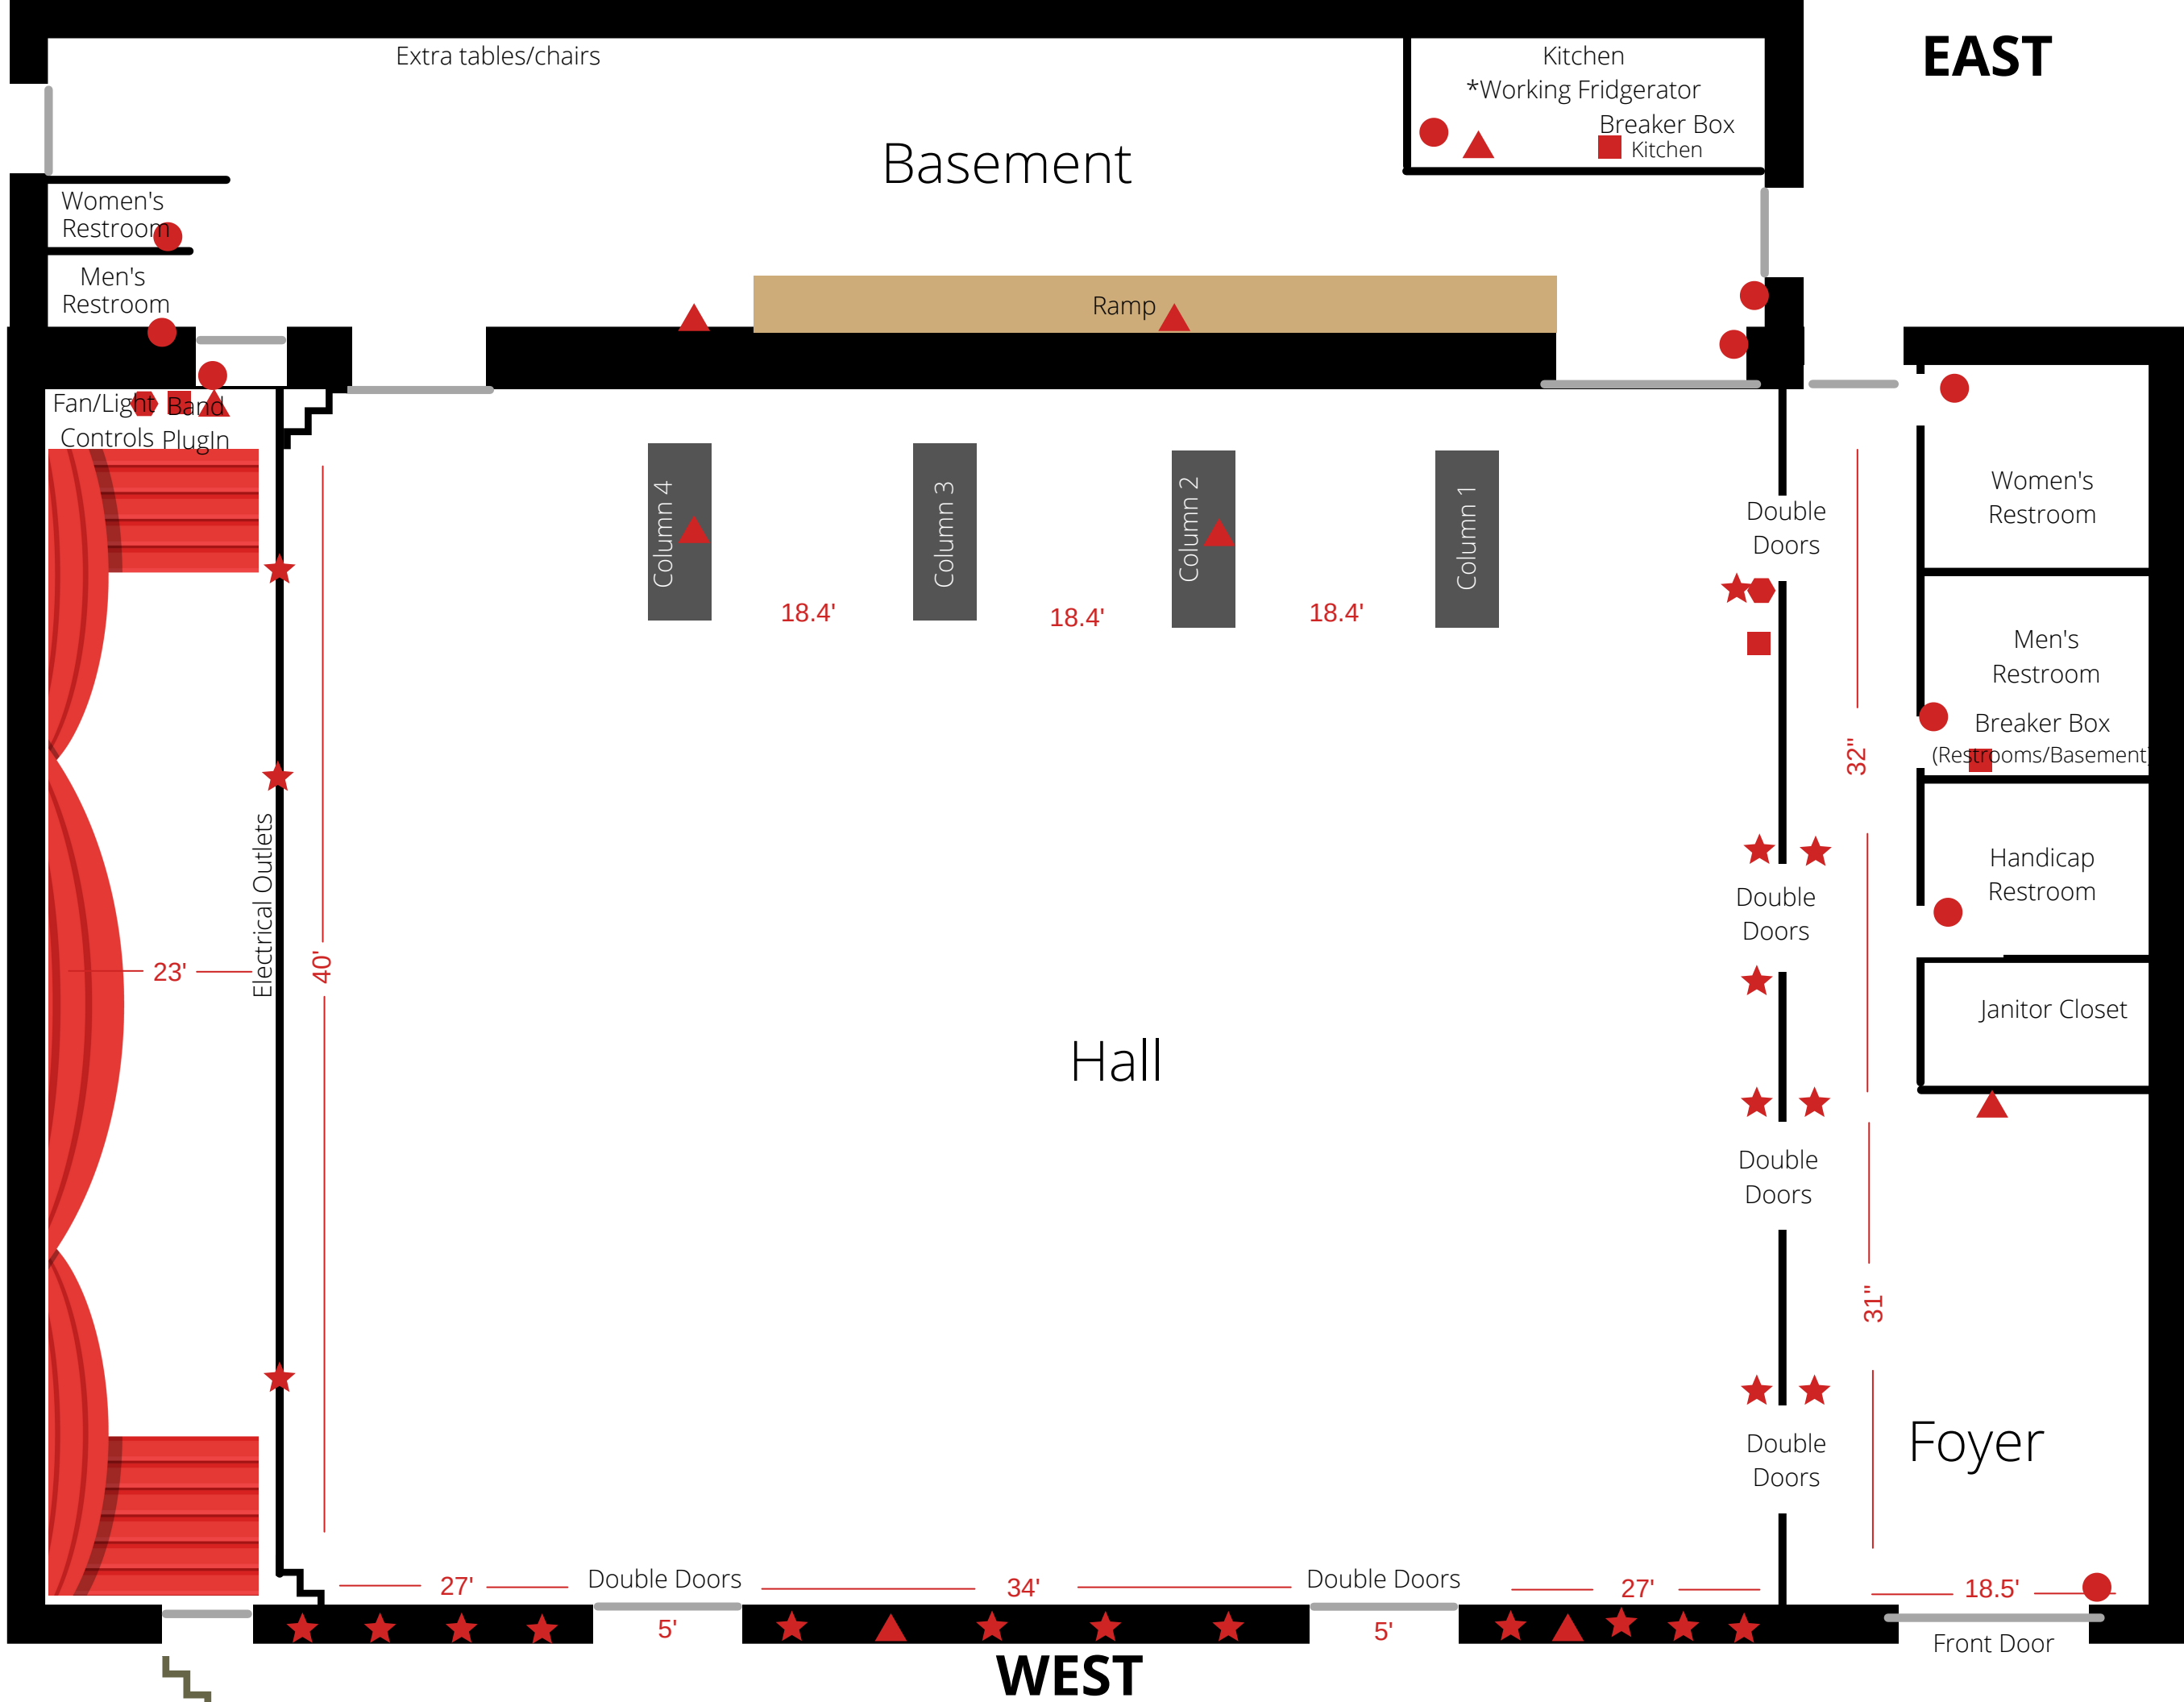 Extra tables/chairs
Kitchen
*Working Fridgerator
Breaker Box
Kitchen
EAST
Basement
Women's
Restroom
Men's
Restroom
Ramp
Fan/Light
Controls
Band
PlugIn
Column 4
Column 3
Column 2
Column 1
18.4'
18.4'
18.4'
Double
Doors
Women's
Restroom
Men's
Restroom
Breaker Box
(Restrooms/Basement)
32"
Electrical Outlets
23'
40'
Double
Doors
Handicap
Restroom
Janitor Closet
Hall
Double
Doors
31"
Double
Doors
Foyer
27'
Double Doors
34'
Double Doors
27'
18.5'
5'
5'
Front Door
WEST